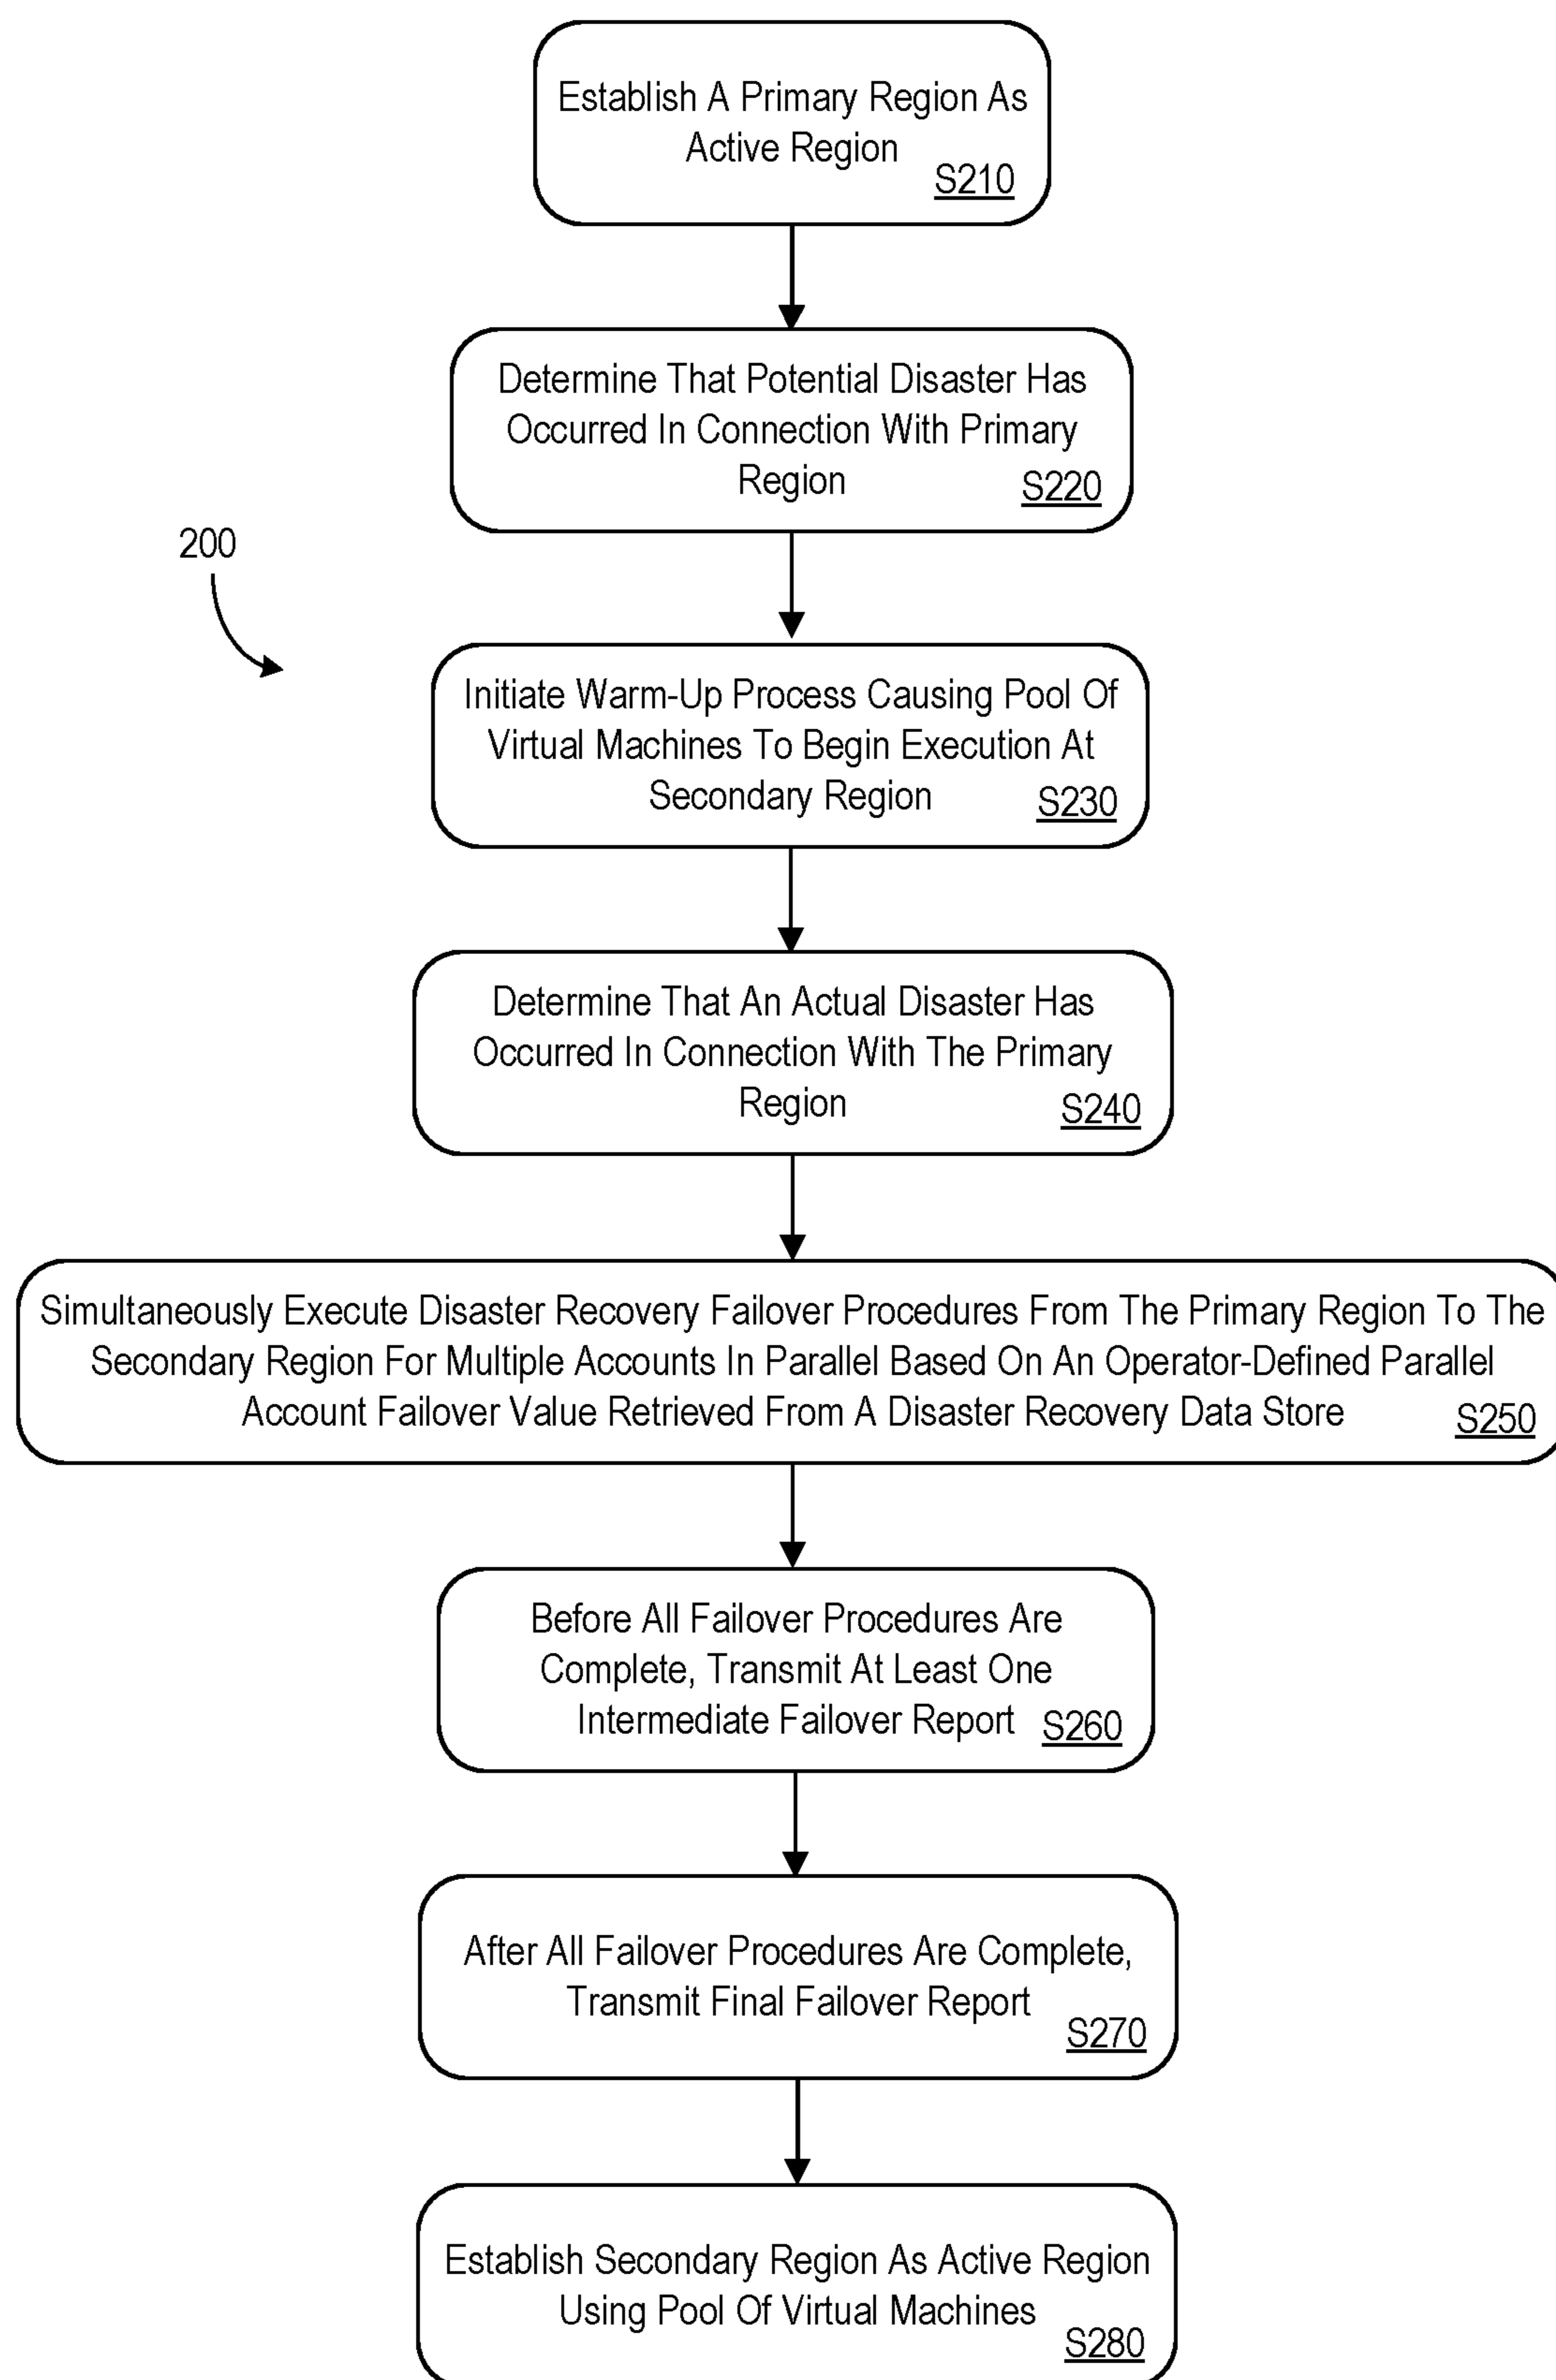 Establish A Primary Region As
Active Region
S210
Determine That Potential Disaster Has
Occurred In Connection With Primary
Region
S220
200
Initiate Warm-Up Process Causing Pool Of
Virtual Machines To Begin Execution At
Secondary Region
S230
Determine That An Actual Disaster Has
Occurred In Connection With The Primary
Region
S240
Simultaneously Execute Disaster Recovery Failover Procedures From The Primary Region To The
Secondary Region For Multiple Accounts In Parallel Based On An Operator-Defined Parallel
Account Failover Value Retrieved From A Disaster Recovery Data Store
S250
Before All Failover Procedures Are
Complete, Transmit At Least One
Intermediate Failover Report
S260
After All Failover Procedures Are Complete,
Transmit Final Failover Report
S270
Establish Secondary Region As Active Region
Using Pool Of Virtual Machines
S280